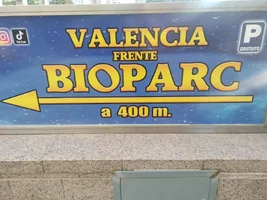 VALENCIA
FRENTE
BIOPARC
a 400 m.
P
GRATUITO